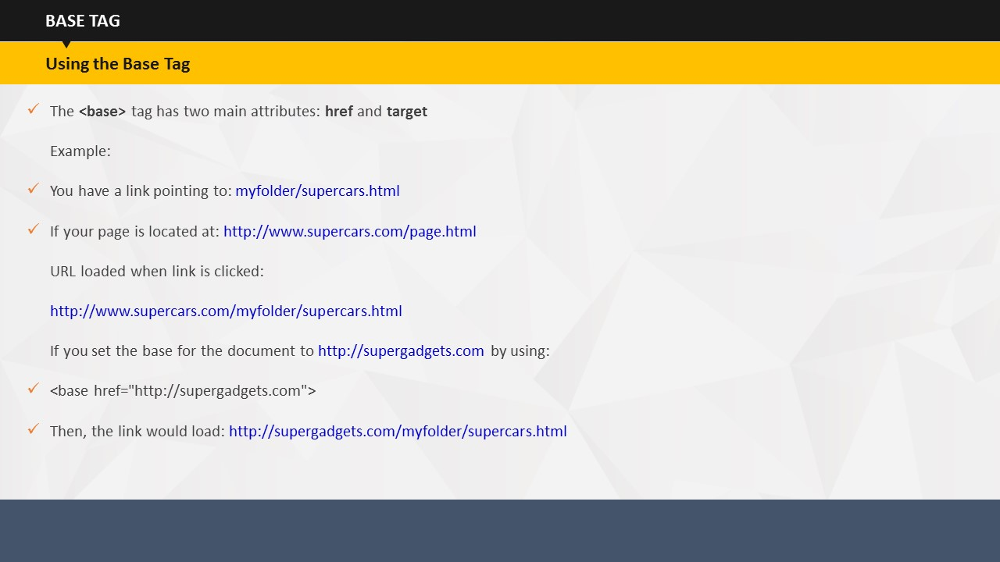 BASE TAG
Using the Base Tag
✓ The <base> tag has two main attributes: href and target
Example:
✓ You have a link pointing to: myfolder/supercars.html
✓ If your page is located at: http://www.supercars.com/page.html
URL loaded when link is clicked:
http://www.supercars.com/myfolder/supercars.html
If you set the base for the document to http://supergadgets.com by using:
✓ <base href="http://supergadgets.com">
✓ Then, the link would load: http://supergadgets.com/myfolder/supercars.html